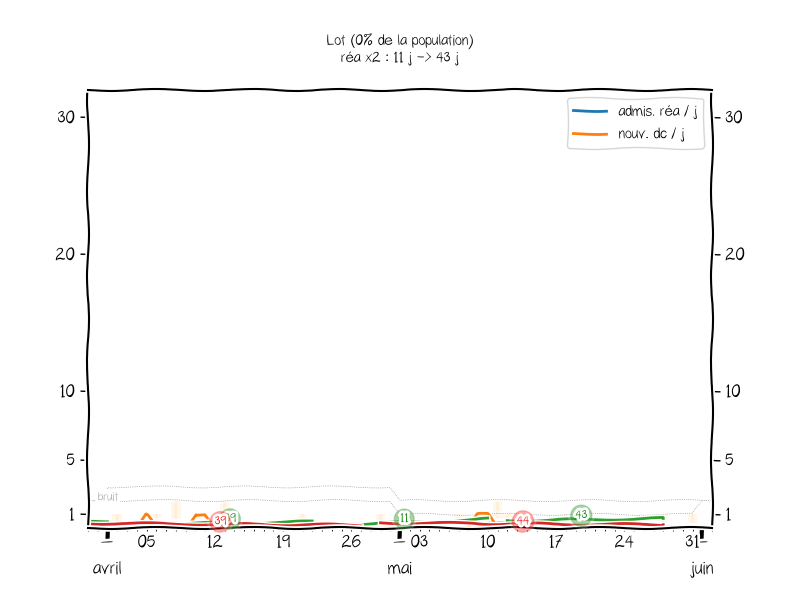 Lot (0% de la population)
réa x2 : 11 j -> 43 j
admis. réa / j
nouv. dc / j
30 30
20 20
10 10
5 5
bruit
1 39 9 11 44 43 1
05 12 19 26 03 10 17 24 31
avril mai juin